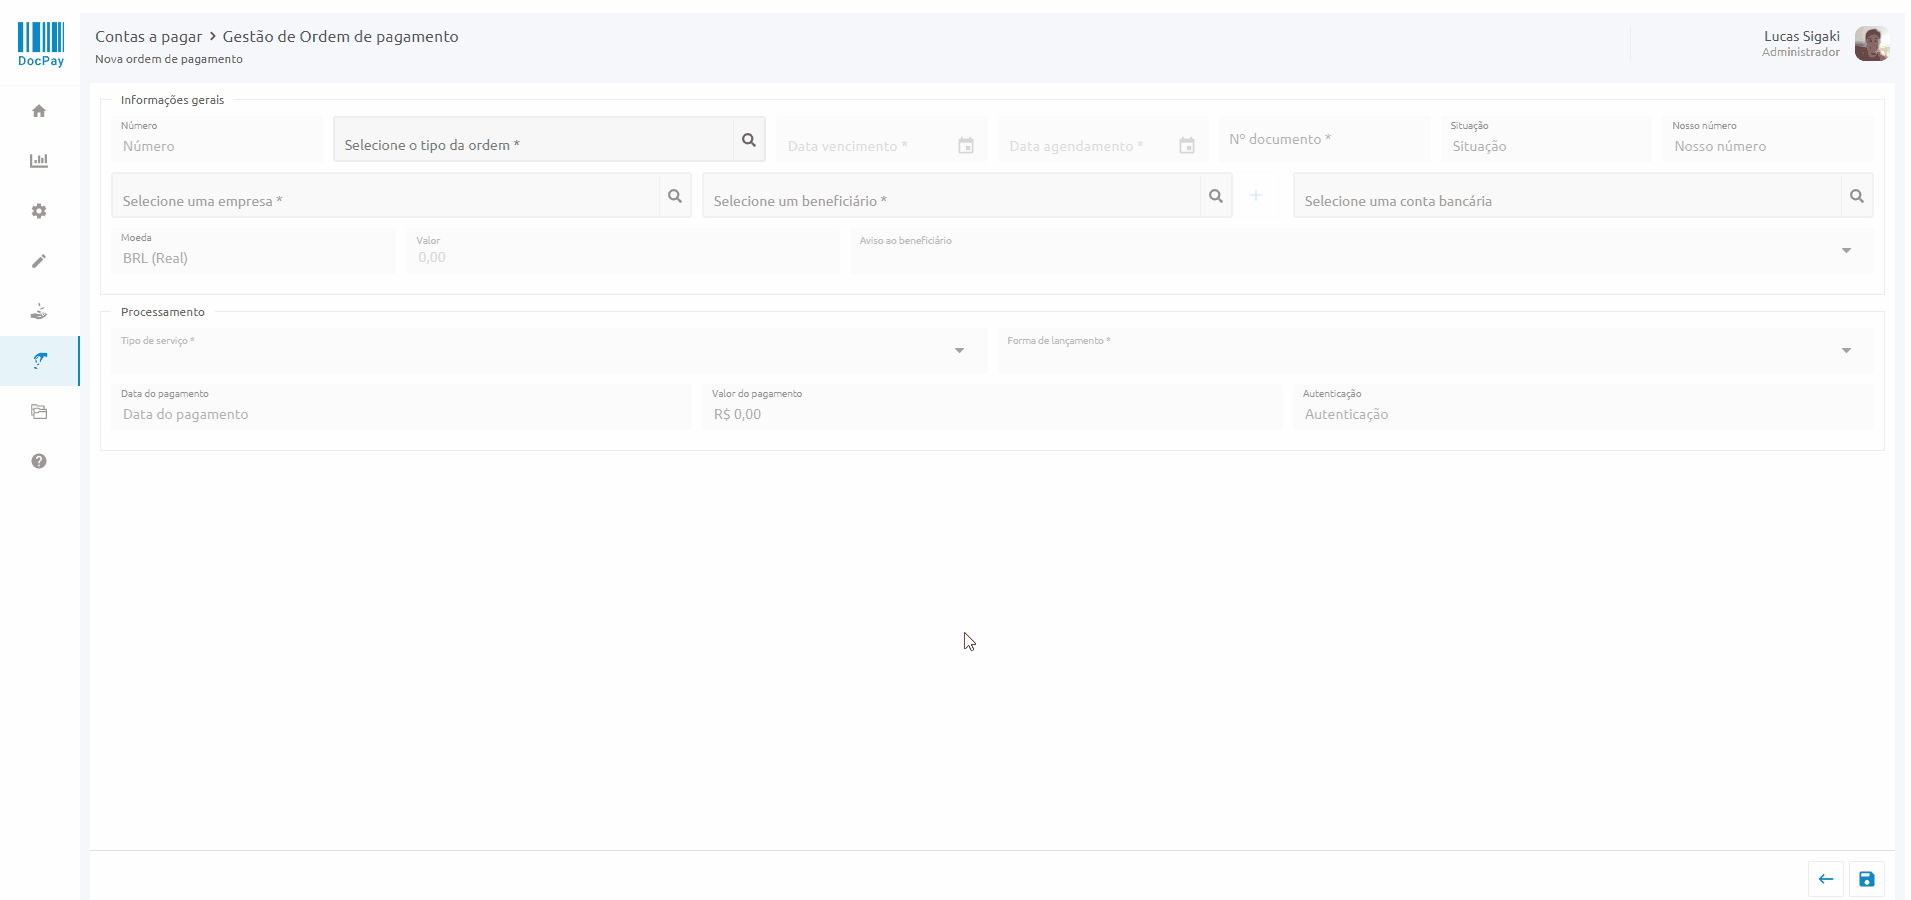 DocPay
Contas a pagar > Gestão de Ordem de pagamento
Nova ordem de pagamento
Lucas Sigaki
Administrador
Informações gerais
Número
Número
Selecione o tipo da ordem *
Data vencimento *
Data agendamento *
Nº documento *
Situação
Situação
Nosso número
Nosso número
Selecione uma empresa *
Selecione um beneficiário *
+
Selecione uma conta bancária
Moeda
BRL (Real)
Valor
0,00
Aviso ao beneficiário
Processamento
Tipo de serviço *
Forma de lançamento *
Data do pagamento
Data do pagamento
Valor do pagamento
R$ 0,00
Autenticação
Autenticação